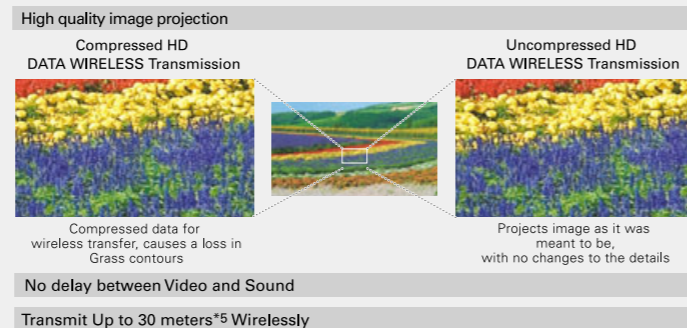 High quality image projection
Compressed HD
DATA WIRELESS Transmission
Uncompressed HD
DATA WIRELESS Transmission
Compressed data for
wireless transfer, causes a loss in
Grass contours
Projects image as it was
meant to be,
with no changes to the details
No delay between Video and Sound
Transmit Up to 30 meters*5 Wirelessly